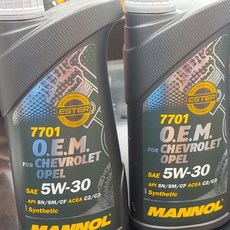 ESTER
7701
O.E.M.
FOR CHEVROLET
OPEL
SAE 5W-30
API SN/SM/CF ACEA C2/C3
Synthetic
MANNOL
ESTER
7701
O.E.M.
FOR CHEVROLET
OPEL
SAE 5W-30
API SN/SM/CF ACEA C2/C3
Synthetic
MANNOL